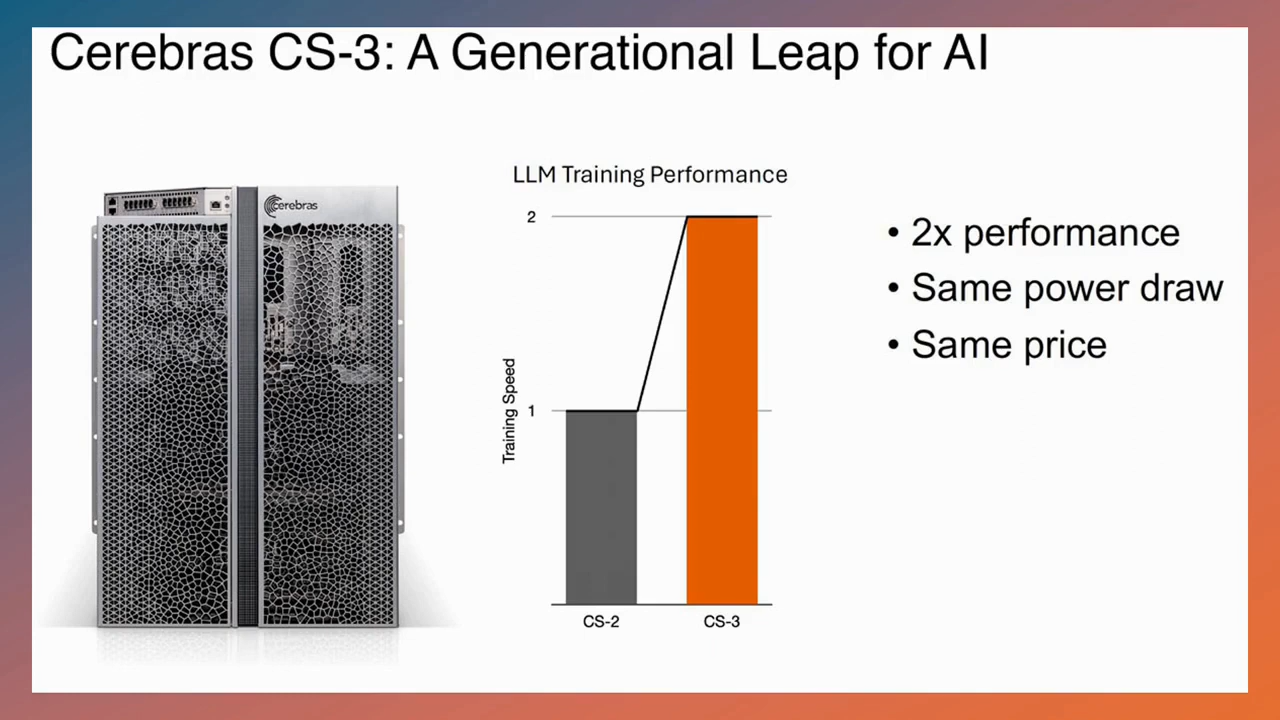 Cerebras CS-3: A Generational Leap for AI
cerebras
LLM Training Performance
2
1
Training Speed
CS-2
CS-3
• 2x performance
• Same power draw
• Same price